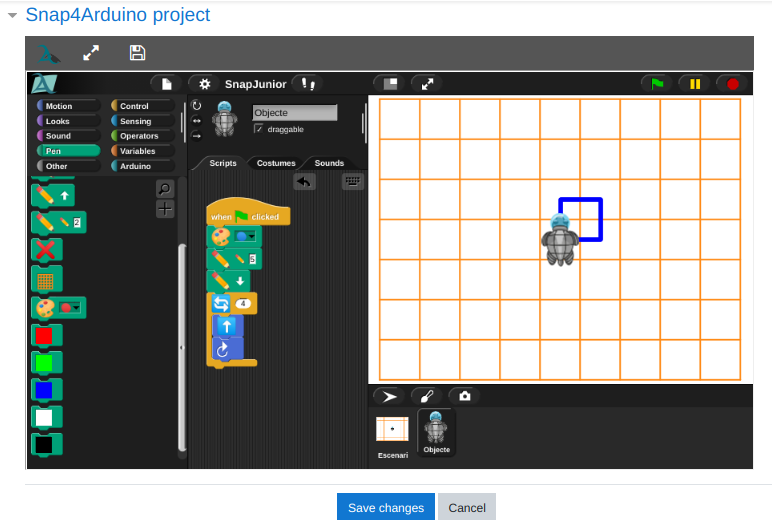 Snap4Arduino project
SnapJunior
Motion
Control
Looks
Sensing
Sound
Operators
Pen
Variables
Other
Arduino
Objecte
draggable
Scripts
Costumes
Sounds
2
when clicked
5
4
Escenari
Objecte
Save changes
Cancel